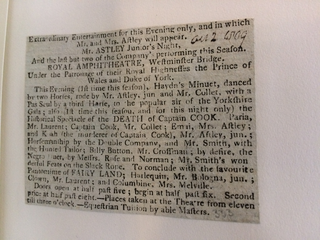 Extraordinary Entertainment for this Evening only, and in which
Mr. and Mrs. Astley will appear.
Mr. ASTLEY Junior's Night,
And the last but two of the Company's performing this Season.
ROYAL AMPHITHEATRE, Westminster Bridge.
Under the Patronage of their Royal Highnesses the Prince of
Wales and Duke of York.
This Evening (1st time this season), Haydn's Minuet, danced
by two Horses, rode by Mr. Astley, jun. and Mr. Collet; with a
Pas Seul by a third Horse, to the popular air of the Yorkshire
Gala; also (1st time this season, and for this night only) the
Historical Spectacle of the DEATH of Captain COOK. Paria,
Mr. Laurent; Captain Cook, Mr. Collet; Emai, Mrs. Astley;
and Koah (the murderer of Captain Cook), Mr. Astley, jun.;
Horsemanship by the Double Company, and Mr. Smith, with
the Hunted Tailor, Billy Button, Mr. Crossman; by desire, the
by Messrs. Rose and Norman; Mr. Smith's won
derful Feats on the Slack Rope. To conclude with the favourite
Pantomime of FAIRY LAND; Harlequin, Mr. Bologna, jun.;
Clown, Mr. Laurent; and Columbine, Mrs. Melville.
Doors open at half past five; begin at half past six. Second
price at half past eight.—Places taken at the Theatre from eleven
till three o'clock.—Equestrian Tuition by able Masters.